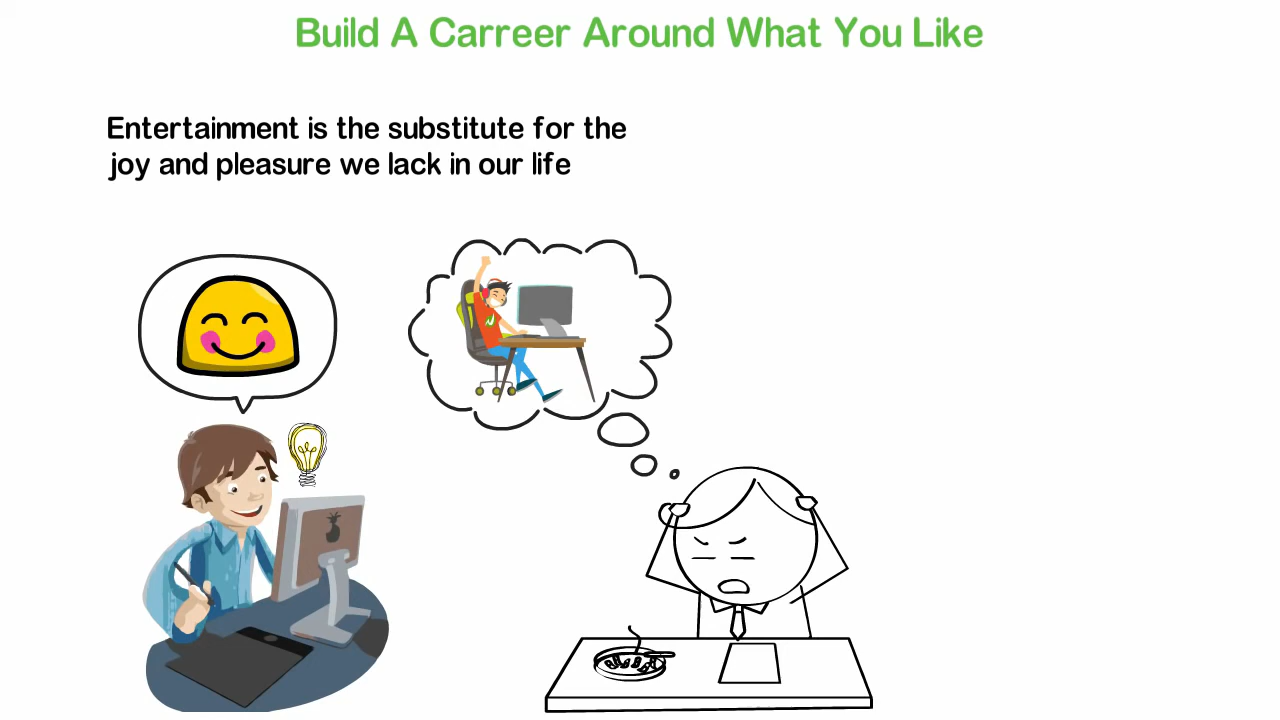 Build A Carreer Around What You Like
Entertainment is the substitute for the
joy and pleasure we lack in our life